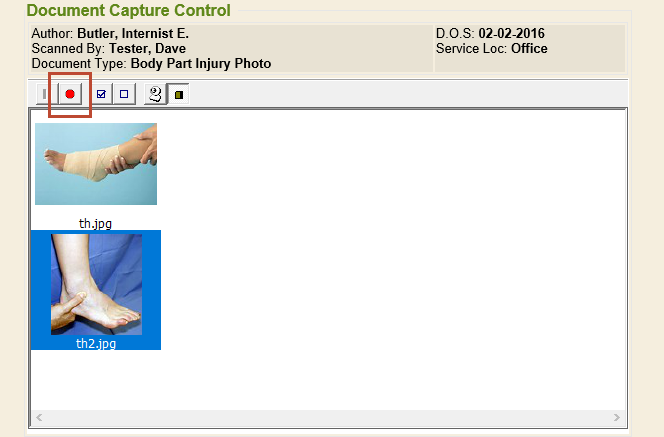 Document Capture Control
Author: Butler, Internist E.
D.O.S: 02-02-2016
Scanned By: Tester, Dave
Service Loc: Office
Document Type: Body Part Injury Photo
th.jpg
th2.jpg